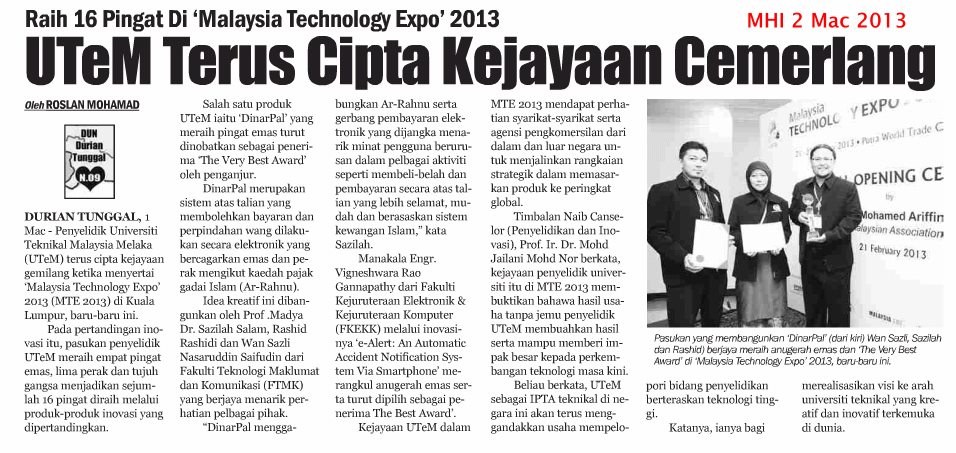 Raih 16 Pingat Di ‘Malaysia Technology Expo’ 2013
MHI 2 Mac 2013
UTeM Terus Cipta Kejayaan Cemerlang
Oleh ROSLAN MOHAMAD
DUN
Durian
Tunggal
N.09
DURIAN TUNGGAL, 1
Mac - Penyelidik Universiti
Teknikal Malaysia Melaka
(UTeM) terus cipta kejayaan
gemilang ketika menyertai
‘Malaysia Technology Expo’
2013 (MTE 2013) di Kuala
Lumpur, baru-baru ini.
Pada pertandingan ino-
vasi itu, pasukan penyelidik
UTeM meraih empat pingat
emas, lima perak dan tujuh
gangsa menjadikan sejum-
lah 16 pingat diraih melalui
produk-produk inovasi yang
dipertandingkan.
Salah satu produk
UTeM iaitu ‘DinarPal’ yang
meraih pingat emas turut
dinobatkan sebagai peneri-
ma ‘The Very Best Award’
oleh penganjur.
DinarPal merupakan
sistem atas talian yang
membolehkan bayaran dan
perpindahan wang dilaku-
kan secara elektronik yang
bercagarkan emas dan pe-
rak mengikut kaedah pajak
gadai Islam (Ar-Rahnu).
Idea kreatif ini diban-
gunkan oleh Prof .Madya
Dr. Sazilah Salam, Rashid
Rashidi dan Wan Sazli
Nasaruddin Saifudin dari
Fakulti Teknologi Maklumat
dan Komunikasi (FTMK)
yang berjaya menarik per-
hatian pelbagai pihak.
“DinarPal mengga-
bungkan Ar-Rahnu serta
gerbang pembayaran elek-
tronik yang dijangka mena-
rik minat pengguna beruru-
san dalam pelbagai aktiviti
seperti membeli-belah dan
pembayaran secara atas tal-
ian yang lebih selamat, mu-
dah dan berasaskan sistem
kewangan Islam,” kata
Sazilah.
Manakala Engr.
Vigneshwara Rao
Gannapathy dari Fakulti
Kejuruteraan Elektronik &
Kejuruteraan Komputer
(FKEKK) melalui inovasi-
nya ‘e-Alert: An Automatic
Accident Notification Sys-
tem Via Smartphone’ me-
rangkul anugerah emas ser-
ta turut dipilih sebagai pe-
nerima The Best Award’.
Kejayaan UTeM dalam
MTE 2013 mendapat perha-
tian syarikat-syarikat serta
agensi pengkomersilan dari
dalam dan luar negara un-
tuk menjalinkan rangkaian
strategik dalam memasar-
kan produk ke peringkat
global.
Timbalan Naib Canse-
lor (Penyelidikan dan Ino-
vasi), Prof. Ir. Dr. Mohd
Jailani Mohd Nor berkata,
kejayaan penyelidik univer-
siti itu di MTE 2013 mem-
buktikan bahawa hasil usa-
ha tanpa jemu penyelidik
UTeM membuahkan hasil
serta mampu memberi im-
pak besar kepada perkem-
bangan teknologi masa kini.
Beliau berkata, UTeM
sebagai IPTA teknikal di ne-
gara ini akan terus meng-
gandakkan usaha mempelo-
Malaysia
TECHNOLOGY EXPO
2013 • Putra World Trade C
OPENING CE
by
Mohamed Ariffin
Malaysian Association
21 February 2013
Pasukan yang membangunkan ‘DinarPal’ (dari kiri) Wan Sazli, Sazilah
dan Rashid) berjaya meraih anugerah emas dan ‘The Very Best
Award’ di ‘Malaysia Technology Expo’ 2013, baru-baru ini.
pori bidang penyelidikan
berteraskan teknologi ting-
gi.
Katanya, ianya bagi
merealisasikan visi ke arah
universiti teknikal yang kre-
atif dan inovatif terkemuka
di dunia.